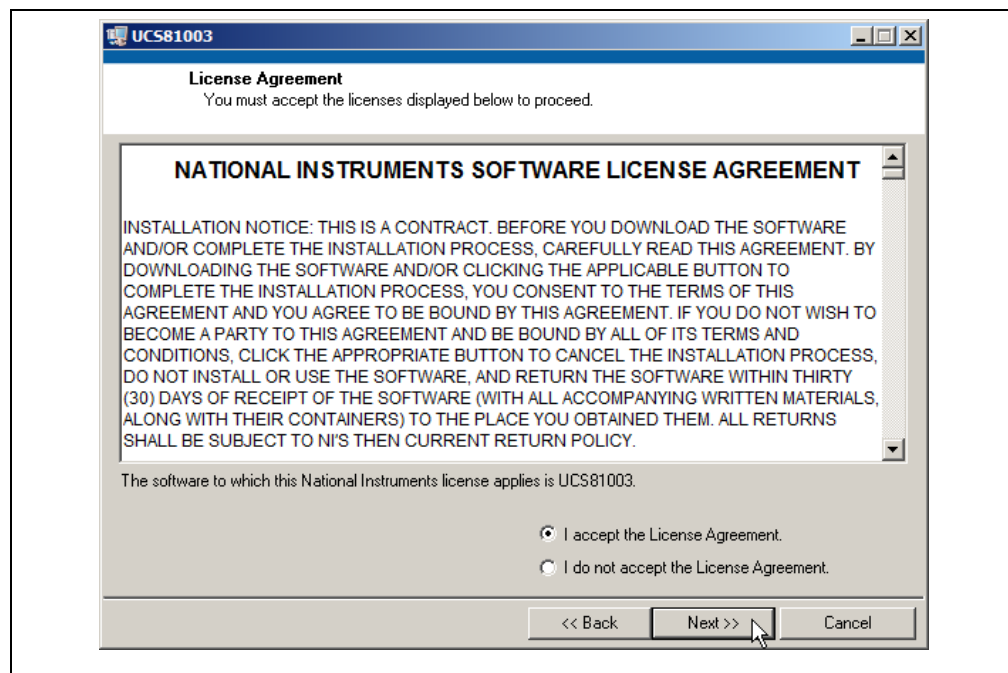 UCS81003
License Agreement
You must accept the licenses displayed below to proceed.
NATIONAL INSTRUMENTS SOFTWARE LICENSE AGREEMENT
INSTALLATION NOTICE: THIS IS A CONTRACT. BEFORE YOU DOWNLOAD THE SOFTWARE
AND/OR COMPLETE THE INSTALLATION PROCESS, CAREFULLY READ THIS AGREEMENT. BY
DOWNLOADING THE SOFTWARE AND/OR CLICKING THE APPLICABLE BUTTON TO
COMPLETE THE INSTALLATION PROCESS, YOU CONSENT TO THE TERMS OF THIS
AGREEMENT AND YOU AGREE TO BE BOUND BY THIS AGREEMENT. IF YOU DO NOT WISH TO
BECOME A PARTY TO THIS AGREEMENT AND BE BOUND BY ALL OF ITS TERMS AND
CONDITIONS, CLICK THE APPROPRIATE BUTTON TO CANCEL THE INSTALLATION PROCESS,
DO NOT INSTALL OR USE THE SOFTWARE, AND RETURN THE SOFTWARE WITHIN THIRTY
(30) DAYS OF RECEIPT OF THE SOFTWARE (WITH ALL ACCOMPANYING WRITTEN MATERIALS,
ALONG WITH THEIR CONTAINERS) TO THE PLACE YOU OBTAINED THEM. ALL RETURNS
SHALL BE SUBJECT TO NI'S THEN CURRENT RETURN POLICY.
The software to which this National Instruments license applies is UCS81003.
I accept the License Agreement.
I do not accept the License Agreement.
<< Back Next >> Cancel